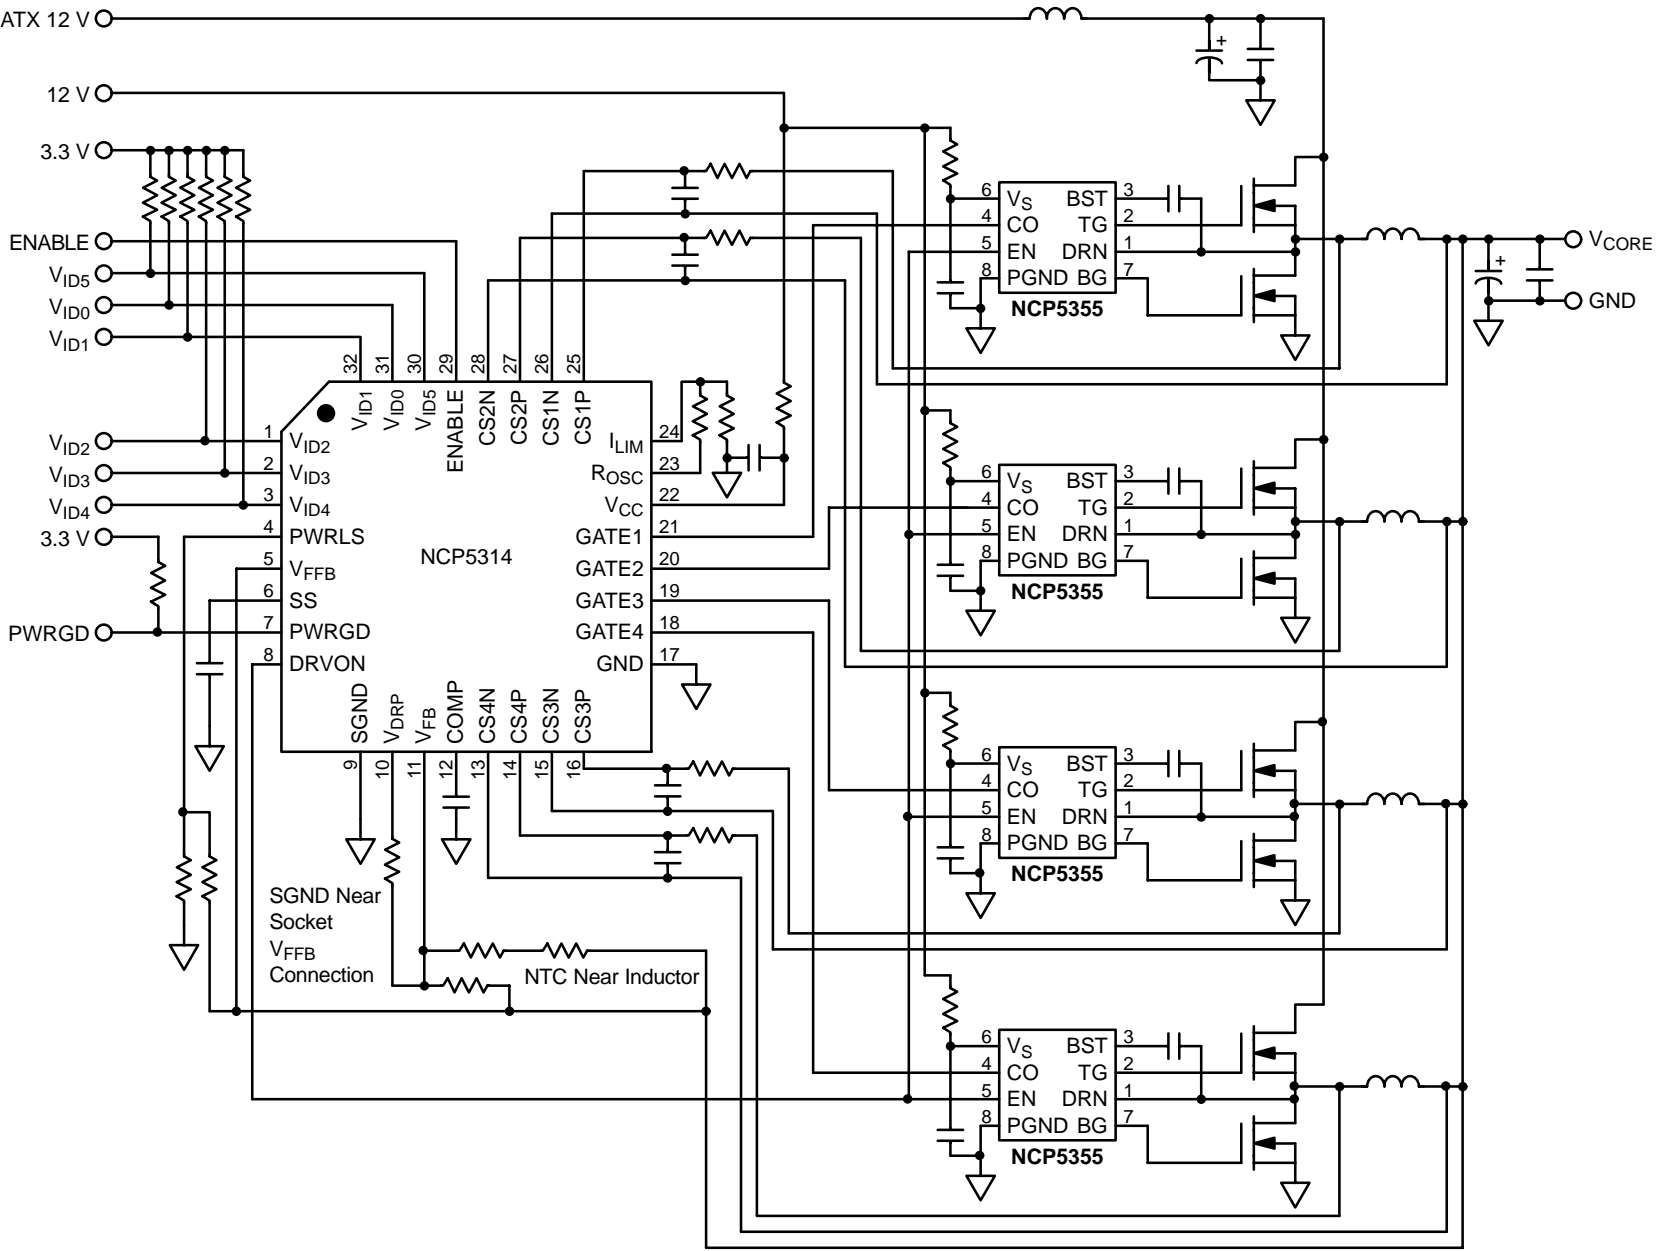 ATX 12 V
12 V
3.3 V
ENABLE
VID5
VID0
VID1
VID2
VID3
VID4
3.3 V
PWRGD
32 31 30 29 28 27 26 25
VID1 VID0 VID5 ENABLE CS2N CS2P CS1N CS1P
1 VID2
2 VID3
3 VID4
4 PWRLS
5 VFFB
6 SS
7 PWRGD
8 DRVON
NCP5314
ILIM 24
ROSC 23
VCC 22
GATE1 21
GATE2 20
GATE3 19
GATE4 18
GND 17
SGND VDRP VFB COMP CS4N CS4P CS3N CS3P
9 10 11 12 13 14 15 16
SGND Near
Socket
VFFB
Connection
NTC Near Inductor
+
6 VS BST 3
4 CO TG 2
5 EN DRN 1
8 PGND BG 7
NCP5355
+
VCORE
GND
6 VS BST 3
4 CO TG 2
5 EN DRN 1
8 PGND BG 7
NCP5355
6 VS BST 3
4 CO TG 2
5 EN DRN 1
8 PGND BG 7
NCP5355
6 VS BST 3
4 CO TG 2
5 EN DRN 1
8 PGND BG 7
NCP5355